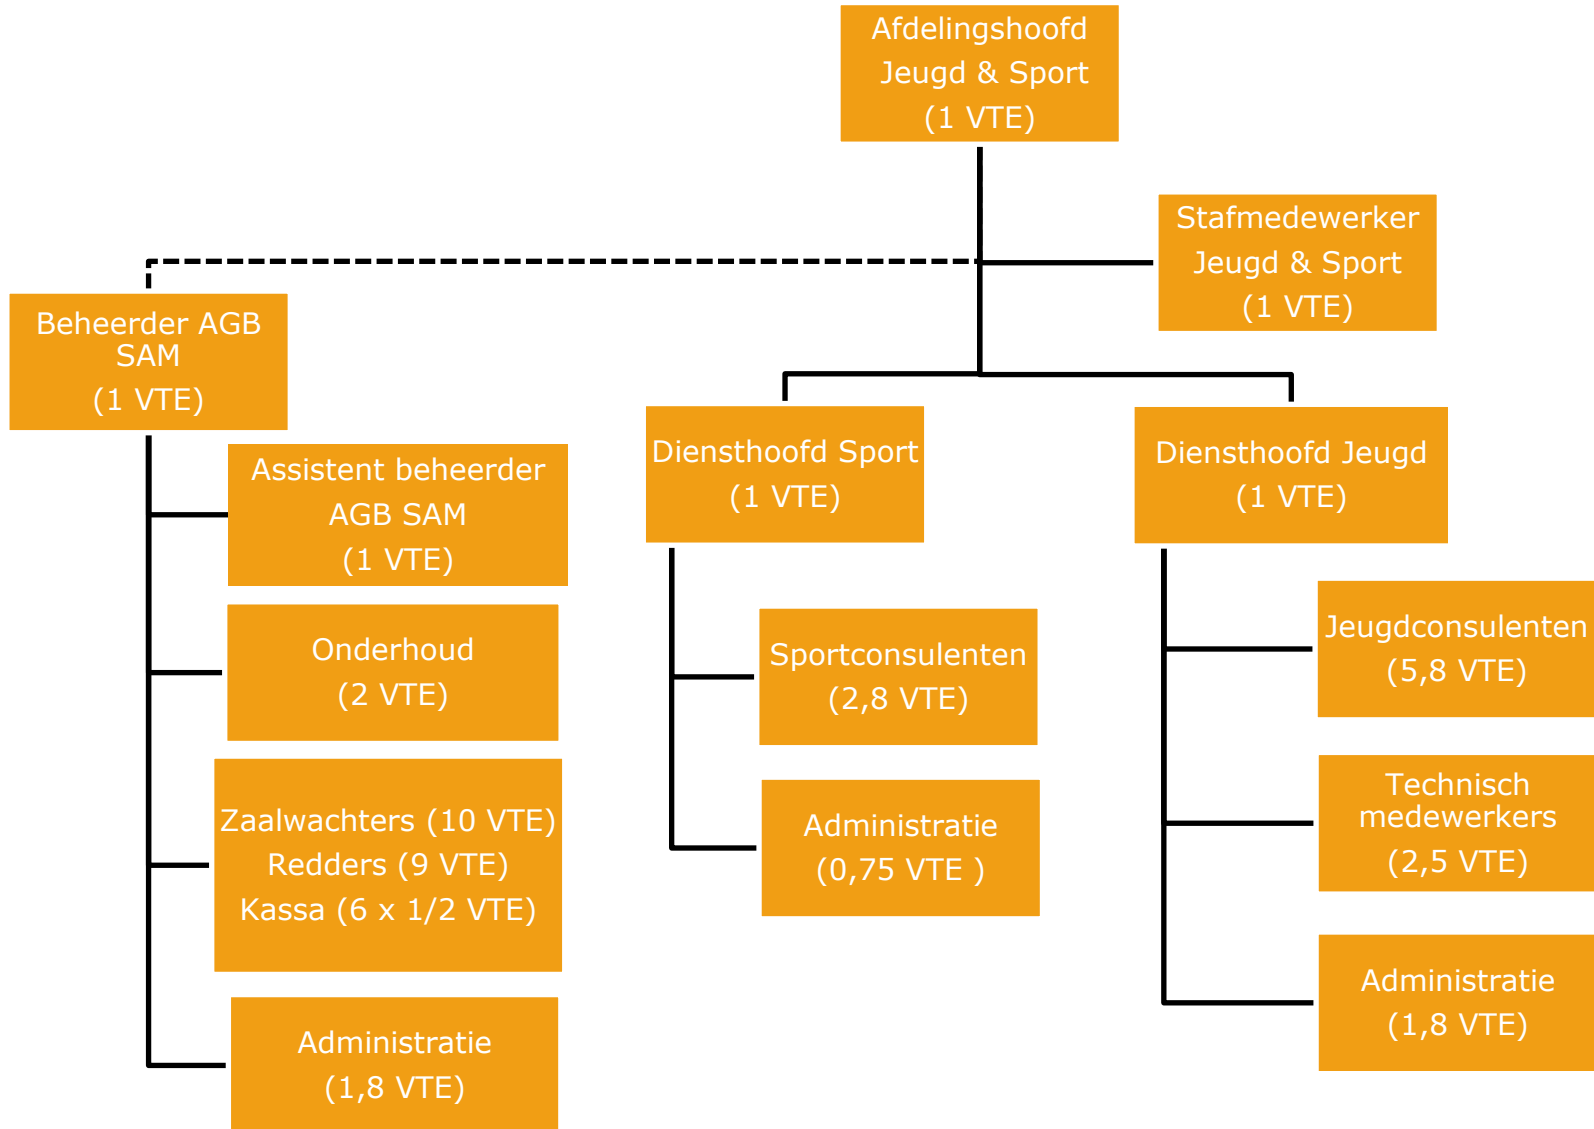 Afdelingshoofd
Jeugd & Sport
(1 VTE)
Stafmedewerker
Jeugd & Sport
(1 VTE)
Beheerder AGB
SAM
(1 VTE)
Assistent beheerder
AGB SAM
(1 VTE)
Onderhoud
(2 VTE)
Zaalwachters (10 VTE)
Redders (9 VTE)
Kassa (6 x 1/2 VTE)
Administratie
(1,8 VTE)
Diensthoofd Sport
(1 VTE)
Sportconsulenten
(2,8 VTE)
Administratie
(0,75 VTE )
Diensthoofd Jeugd
(1 VTE)
Jeugdconsulenten
(5,8 VTE)
Technisch
medewerkers
(2,5 VTE)
Administratie
(1,8 VTE)